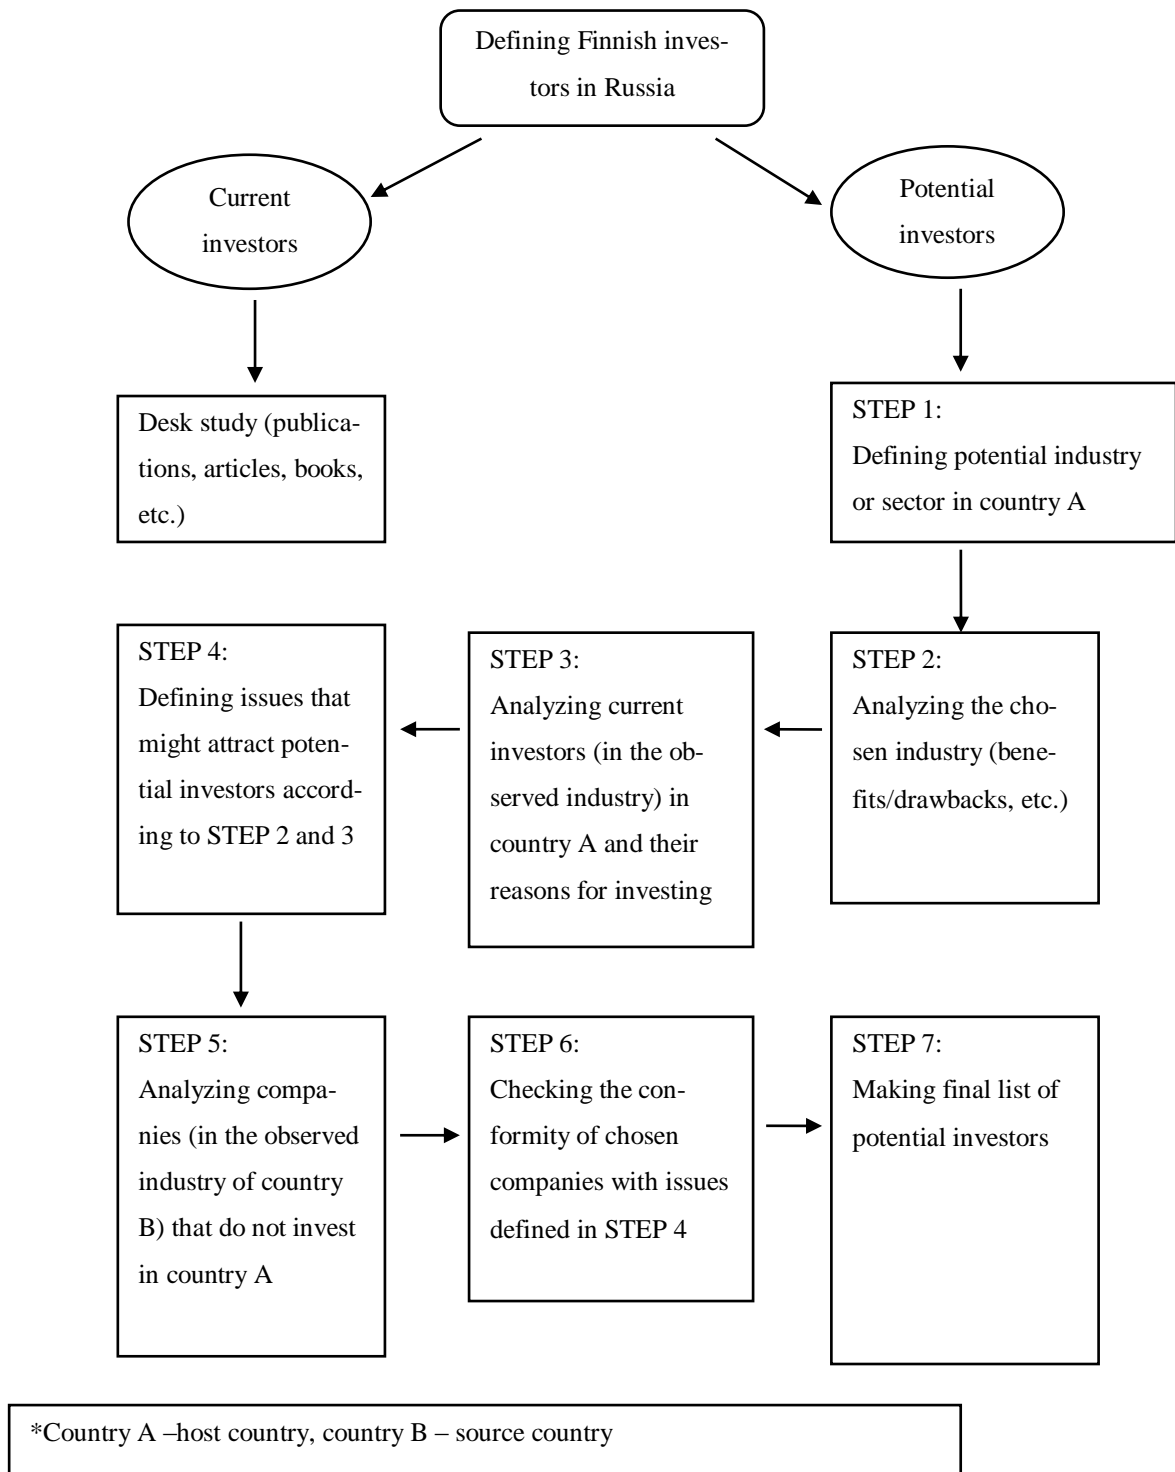 Defining Finnish inves-
tors in Russia
Current
investors
Potential
investors
Desk study (publica-
tions, articles, books,
etc.)
STEP 1:
Defining potential industry
or sector in country A
STEP 2:
Analyzing the cho-
sen industry (bene-
fits/drawbacks, etc.)
STEP 3:
Analyzing current
investors (in the ob-
served industry) in
country A and their
reasons for investing
STEP 4:
Defining issues that
might attract poten-
tial investors accord-
ing to STEP 2 and 3
STEP 5:
Analyzing compa-
nies (in the observed
industry of country
B) that do not invest
in country A
STEP 6:
Checking the con-
formity of chosen
companies with issues
defined in STEP 4
STEP 7:
Making final list of
potential investors
*Country A –host country, country B – source country